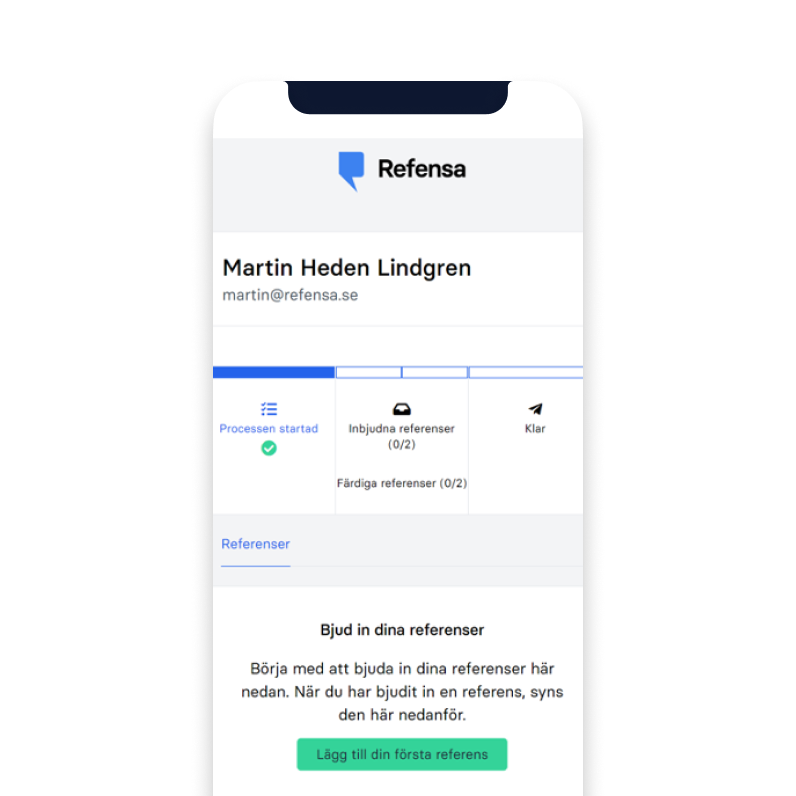 Refensa
Martin Heden Lindgren
martin@refensa.se
Processen startad
Inbjudna referenser
(0/2)
Färdiga referenser (0/2)
Klar
Referenser
Bjud in dina referenser
Börja med att bjuda in dina referenser här
nedan. När du har bjudit in en referens, syns
den här nedanför.
Lägg till din första referens